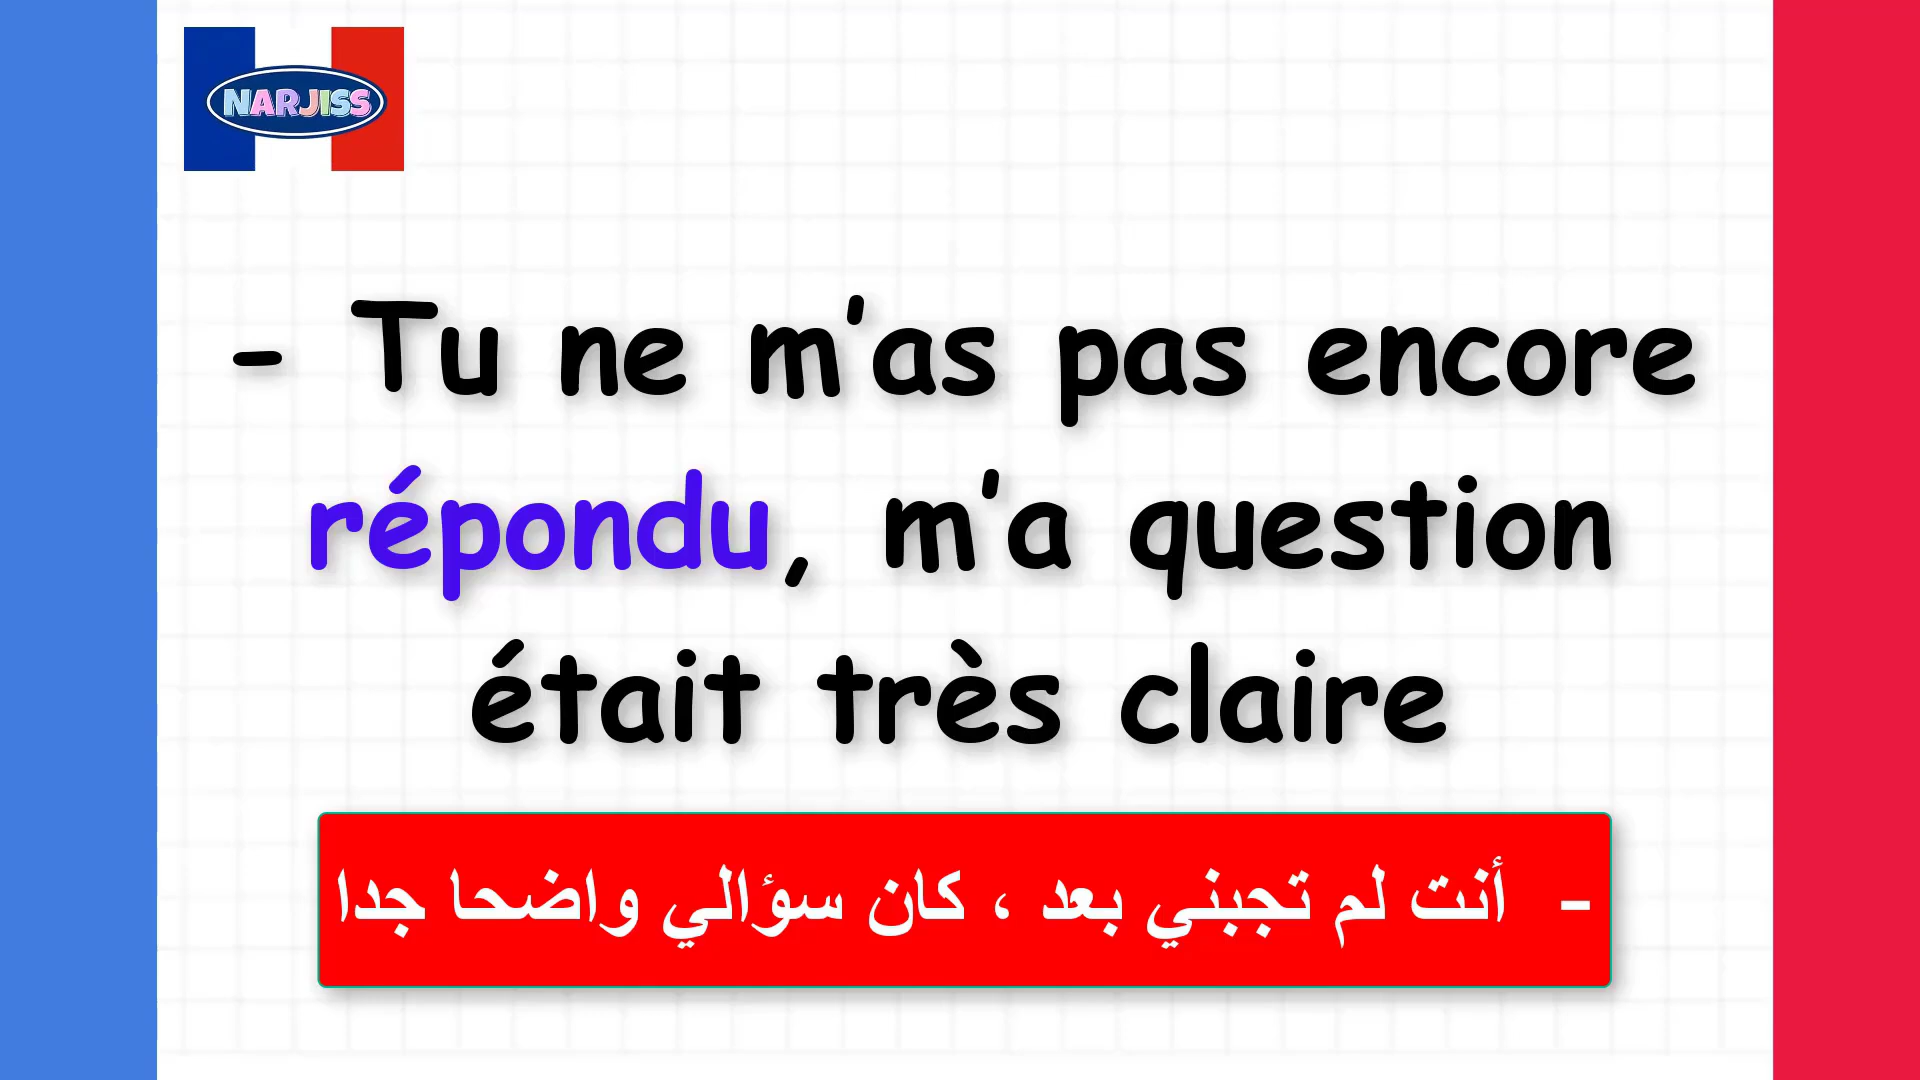 NARJISS
- Tu ne m'as pas encore
répondu, m'a question
était très claire
- أنت لم تجبني بعد ، كان سؤالي واضحا جدا